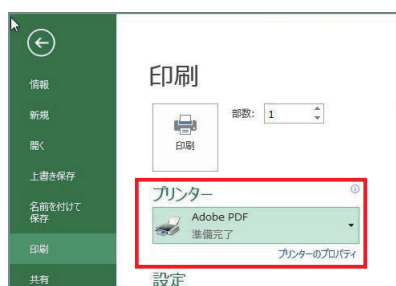 情報
新規
開く
上書き保存
名前を付けて
保存
印刷
共有
印刷
印刷
部数: 1
プリンター
Adobe PDF
準備完了
プリンターのプロパティ
設定